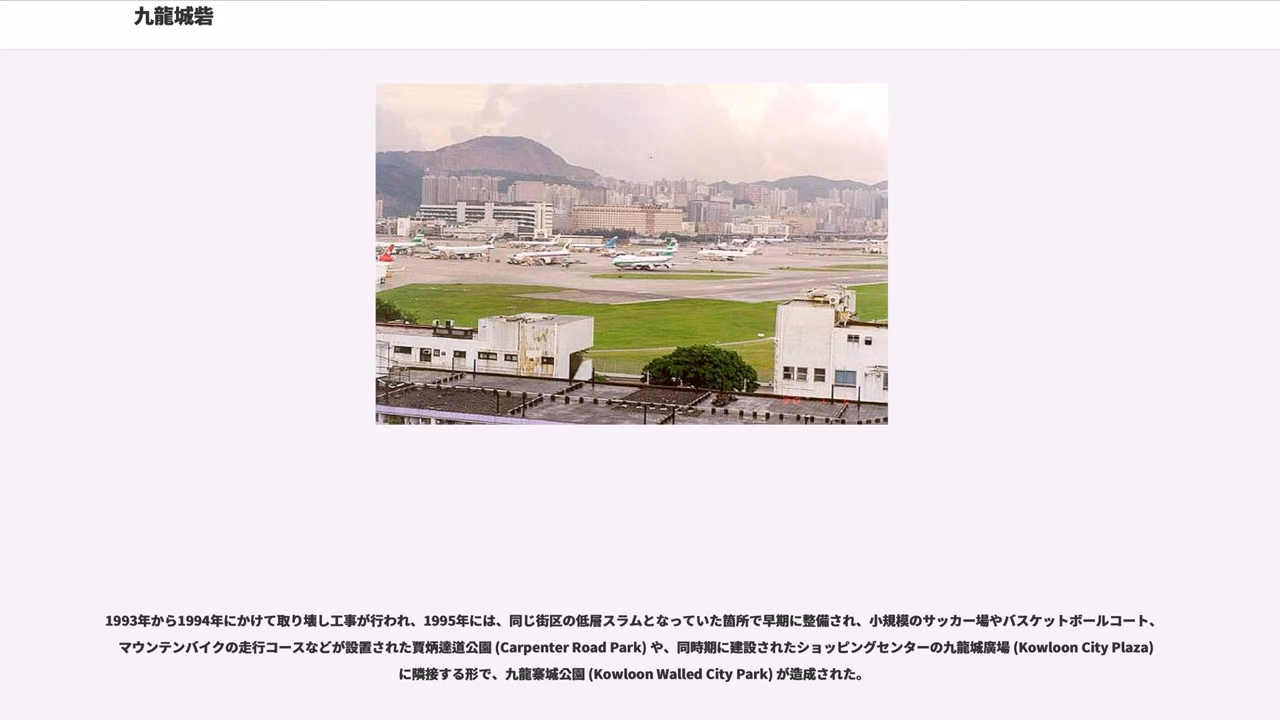 九龍城砦
1993年から1994年にかけて取り壊し工事が行われ、1995年には、同じ街区の低層スラムとなっていた箇所で早期に整備され、小規模のサッカー場やバスケットボールコート、
マウンテンバイクの走行コースなどが設置された賈炳達道公園 (Carpenter Road Park) や、同時期に建設されたショッピングセンターの九龍城廣場 (Kowloon City Plaza)
に隣接する形で、九龍寨城公園 (Kowloon Walled City Park) が造成された。